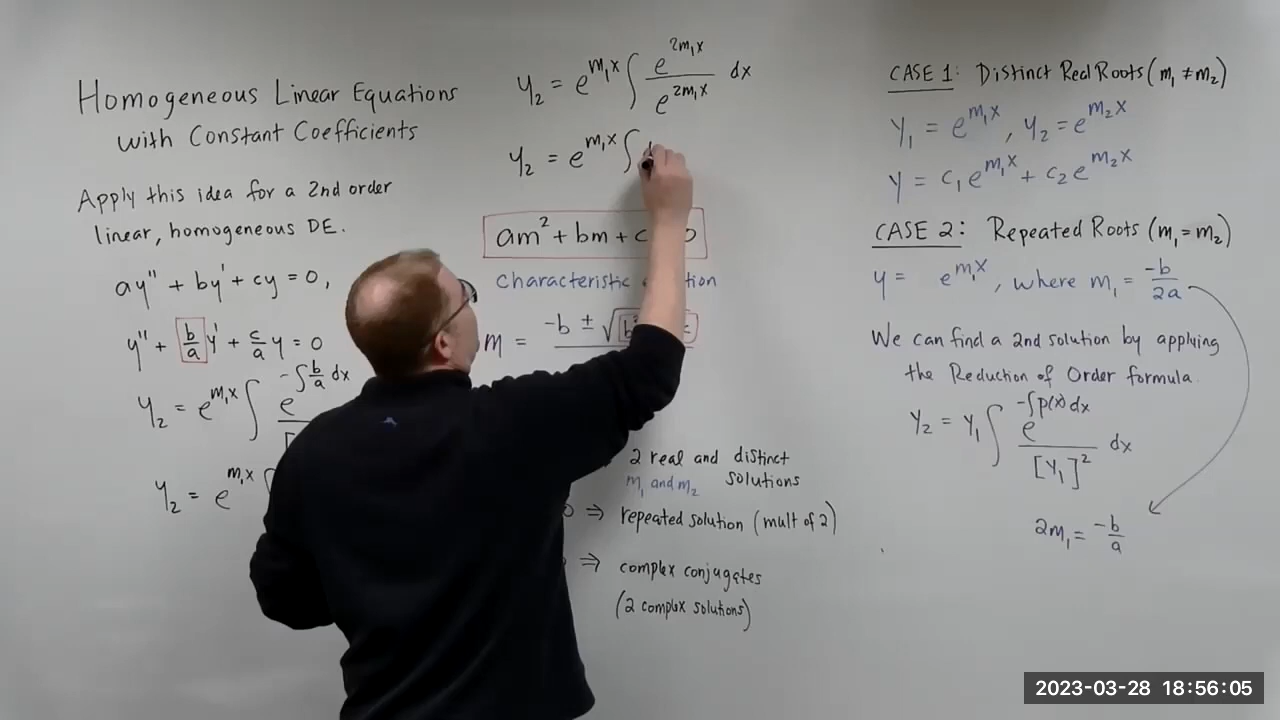 Homogeneous Linear Equations
with Constant Coefficients
Apply this idea for a 2nd order
linear, homogeneous DE.
ay'' + by' + cy = 0,
y'' + b/a y' + c/a y = 0
y₂ = e^(m₁x) ∫ e^(-∫ b/a dx)
[
y₂ = e^(m₁x) ∫
y₂ = e^(m₁x) ∫ e^(2m₁x) / e^(2m₁x) dx
y₂ = e^(m₁x) ∫
am² + bm + c
characteristic
m = -b ± √b²
2 real and distinct
m₁ and m₂ solutions
0 ⇒ repeated solution (mult of 2)
⇒ complex conjugates
(2 complex solutions)
CASE 1: Distinct Real Roots (m₁ ≠ m₂)
y₁ = e^(m₁x), y₂ = e^(m₂x)
y = c₁e^(m₁x) + c₂e^(m₂x)
CASE 2: Repeated Roots (m₁ = m₂)
y = e^(m₁x), where m₁ = -b/2a
We can find a 2nd solution by applying
the Reduction of Order formula.
y₂ = y₁ ∫ e^(-∫p(x)dx) / [y₁]² dx
2m₁ = -b/a
2023-03-28 18:56:05